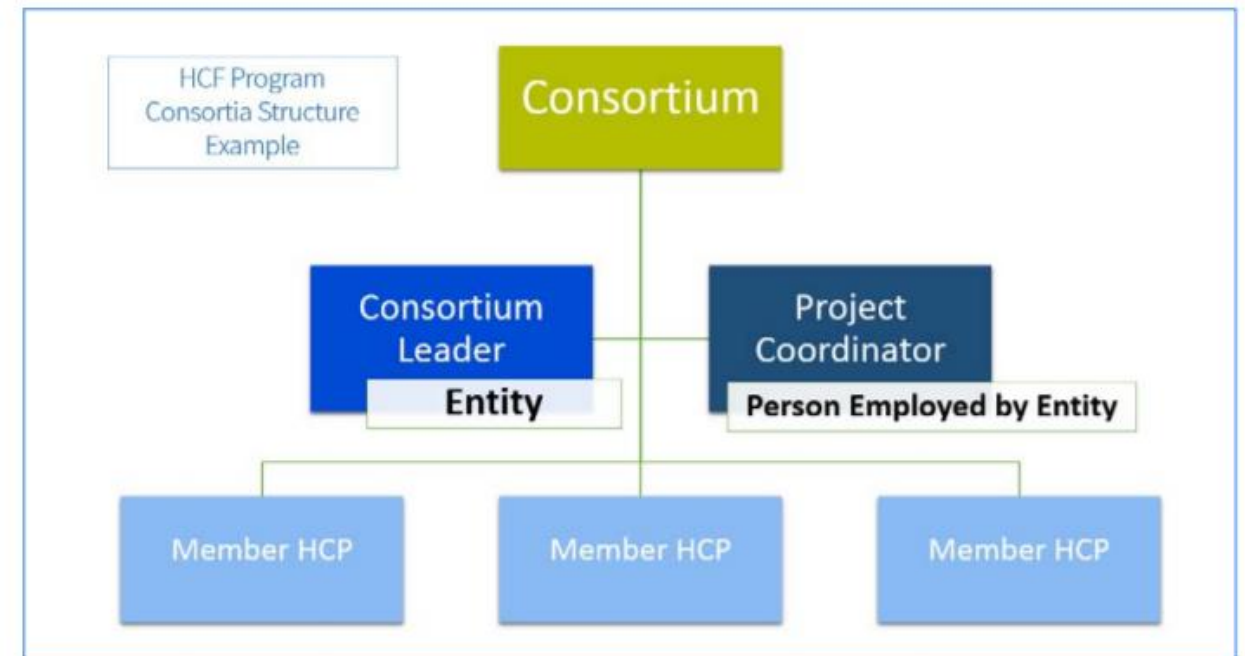 HCF Program
Consortia Structure
Example
Consortium
Consortium
Leader
Entity
Project
Coordinator
Person Employed by Entity
Member HCP
Member HCP
Member HCP